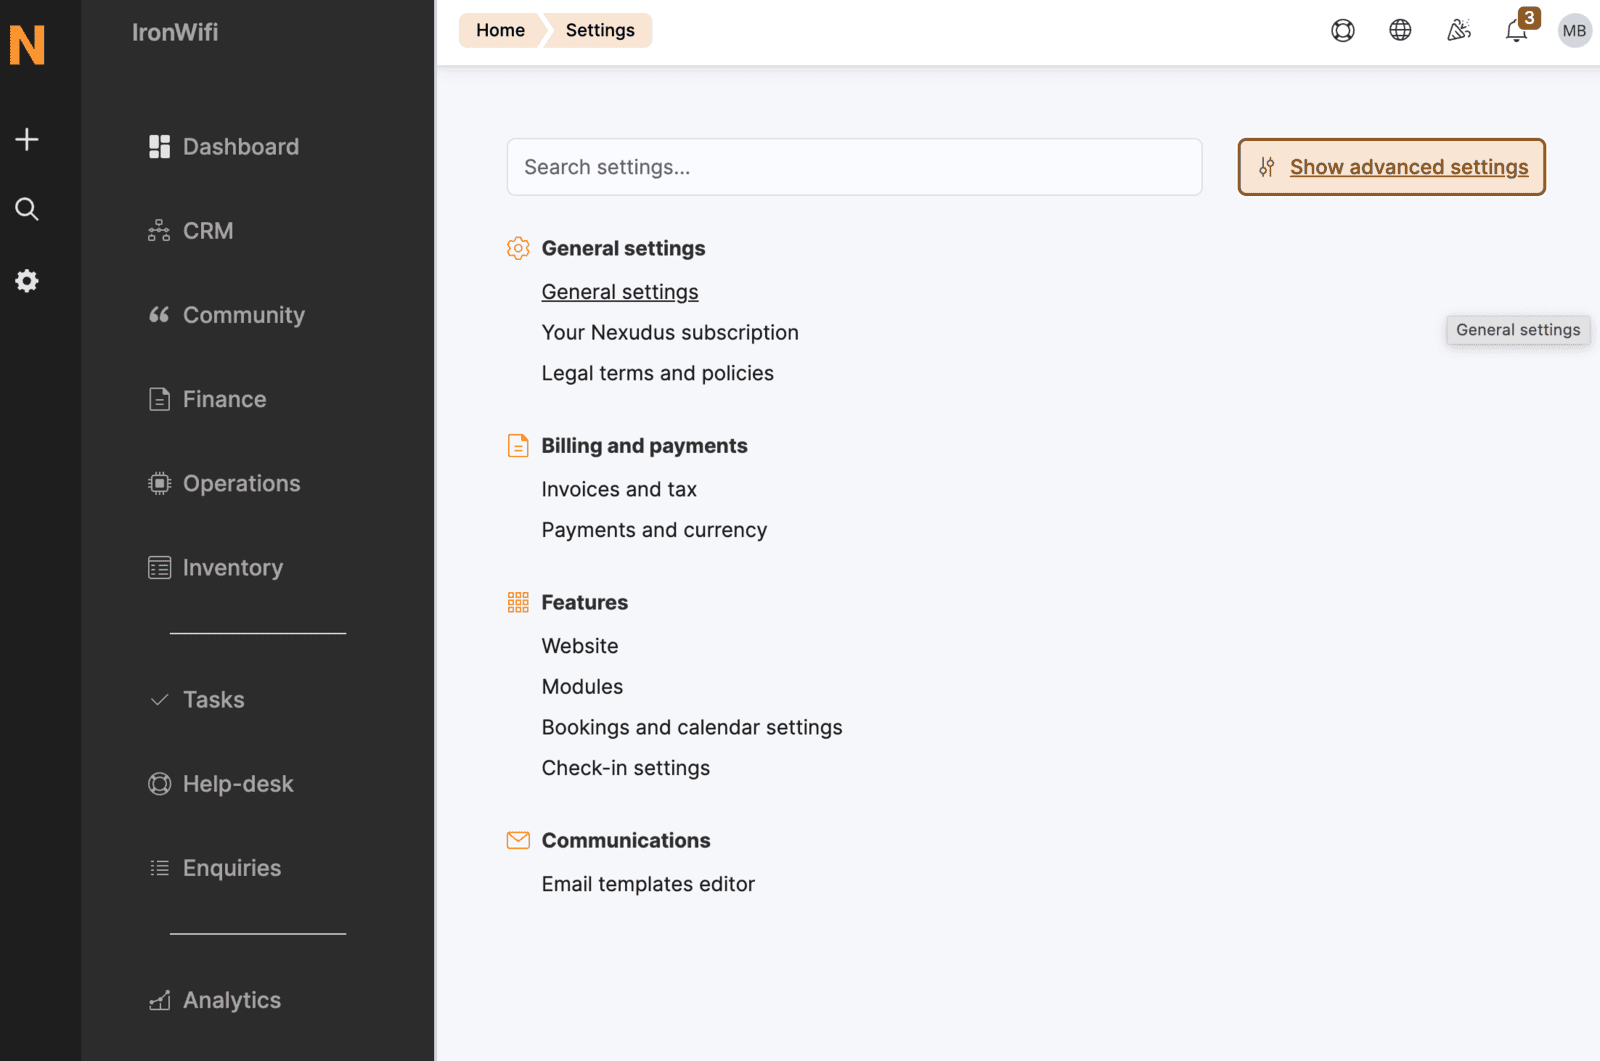 N
IronWifi
Dashboard
CRM
Community
Finance
Operations
Inventory
Tasks
Help-desk
Enquiries
Analytics
Home
Settings
3
MB
Search settings...
Show advanced settings
General settings
General settings
Your Nexudus subscription
Legal terms and policies
General settings
Billing and payments
Invoices and tax
Payments and currency
Features
Website
Modules
Bookings and calendar settings
Check-in settings
Communications
Email templates editor